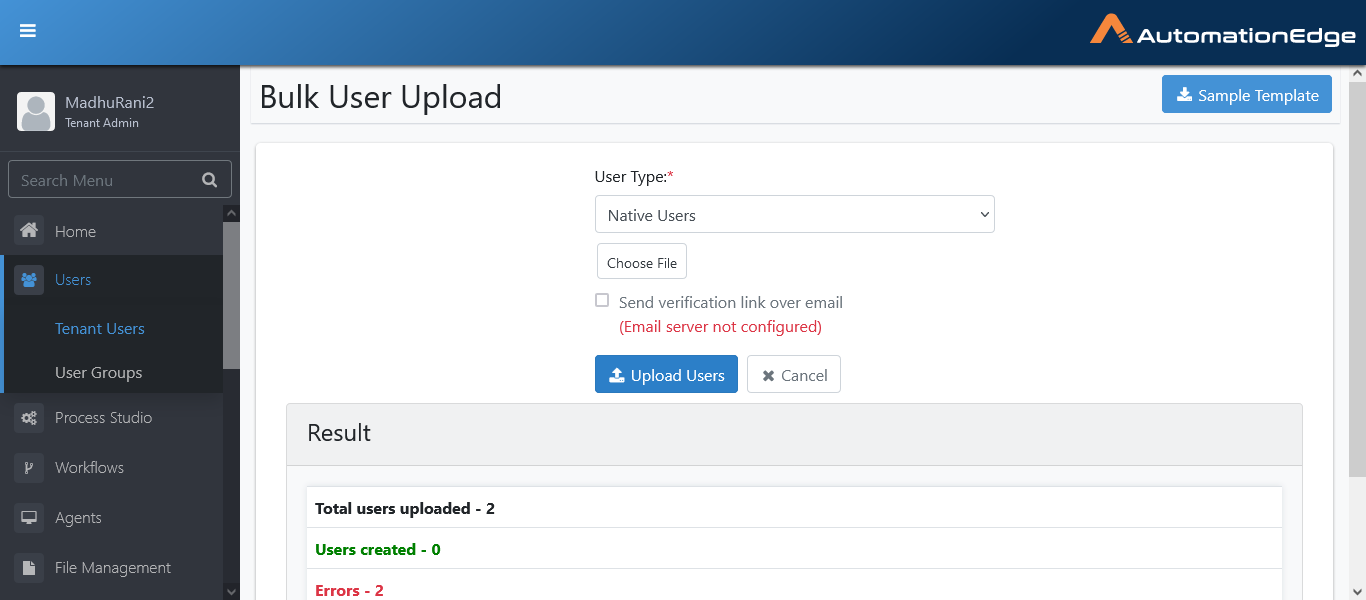 AutomationEdge
MadhuRani2
Tenant Admin
Search Menu
Home
Users
Tenant Users
User Groups
Process Studio
Workflows
Agents
File Management
Bulk User Upload
Sample Template
User Type:*
Native Users
Choose File
Send verification link over email
(Email server not configured)
Upload Users
Cancel
Result
Total users uploaded - 2
Users created - 0
Errors - 2